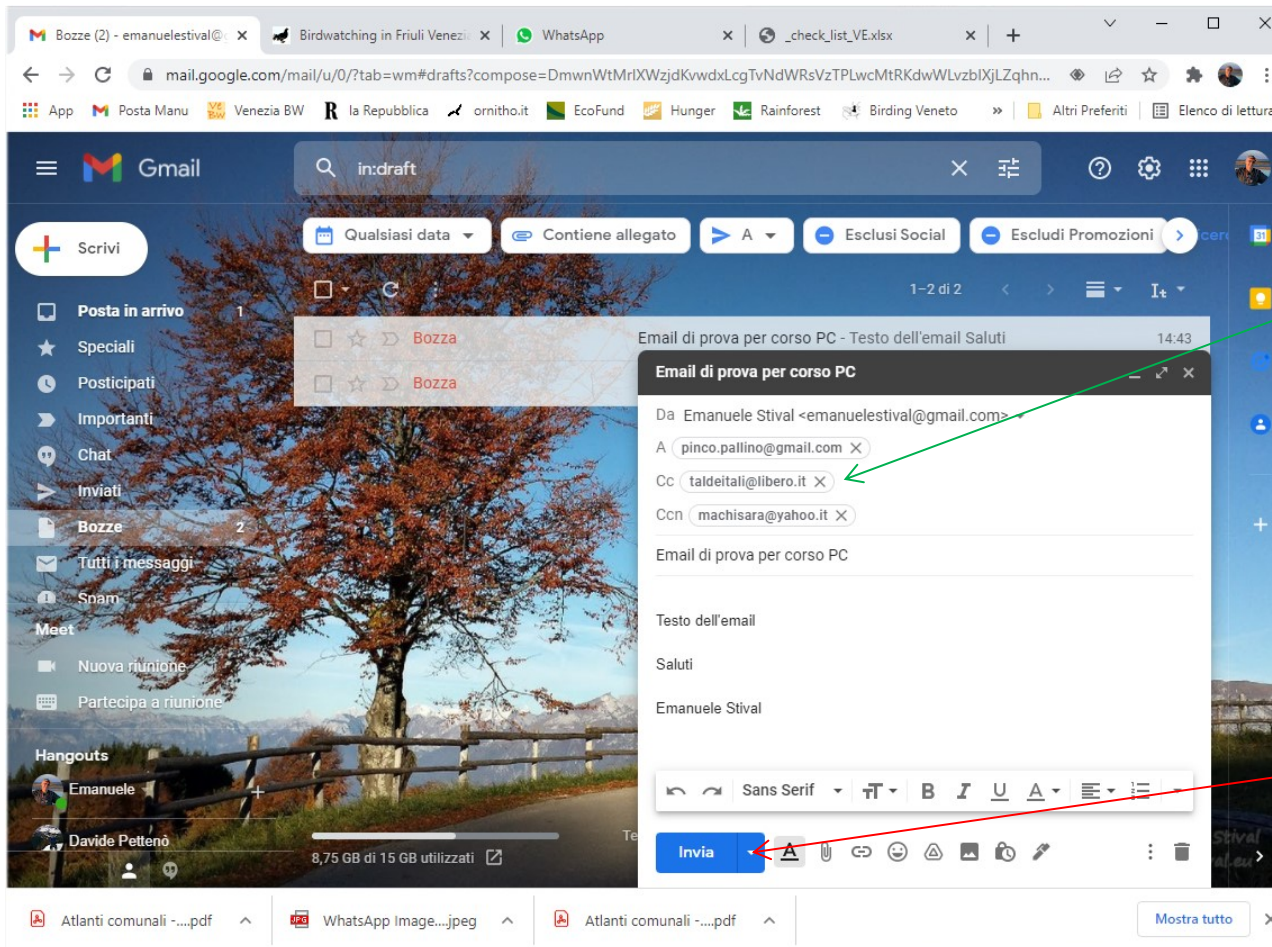 Bozze (2) - emanuelestival@g
Birdwatching in Friuli Venezi
WhatsApp
_check_list_VE.xlsx
mail.google.com/mail/u/0/?tab=wm#drafts?compose=DmwnWtMrlXWzjdKvwdxLcgTvNdWRsVzTPLwcMtRKdwWLvzblXjLZqhn...
App
Posta Manu
Venezia BW
la Repubblica
ornitho.it
EcoFund
Hunger
Rainforest
Birding Veneto
»
Altri Preferiti
Elenco di lettura
Gmail
in:draft
Scrivi
Qualsiasi data
Contiene allegato
A
Esclusi Social
Escludi Promozioni
1–2 di 2
Posta in arrivo 1
Speciali
Posticipati
Importanti
Chat
Inviati
Bozze 2
Tutti i messaggi
Spam
Meet
Nuova riunione
Partecipa a riunione
Hangouts
Emanuele
Davide Pettenò
Bozza Email di prova per corso PC - Testo dell'email Saluti 14:43
Bozza
Email di prova per corso PC
Da Emanuele Stival <emanuelestival@gmail.com>
A pinco.pallino@gmail.com
Cc taldeitali@libero.it
Ccn machisara@yahoo.it
Email di prova per corso PC
Testo dell'email
Saluti
Emanuele Stival
Sans Serif
B I U A
Invia
A
8,75 GB di 15 GB utilizzati
Te
Stival
Atlanti comunali -....pdf
WhatsApp Image....jpeg
Atlanti comunali -....pdf
Mostra tutto